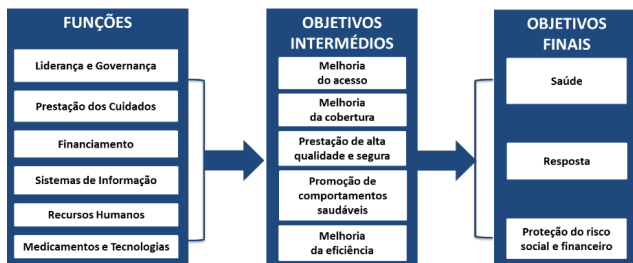 FUNÇÕES
Liderança e Governança
Prestação dos Cuidados
Financiamento
Sistemas de Informação
Recursos Humanos
Medicamentos e Tecnologias
OBJETIVOS
INTERMÉDIOS
Melhoria
do acesso
Melhoria
da cobertura
Prestação de alta
qualidade e segura
Promoção de
comportamentos
saudáveis
Melhoria
da eficiência
OBJETIVOS
FINAIS
Saúde
Resposta
Proteção do risco
social e financeiro